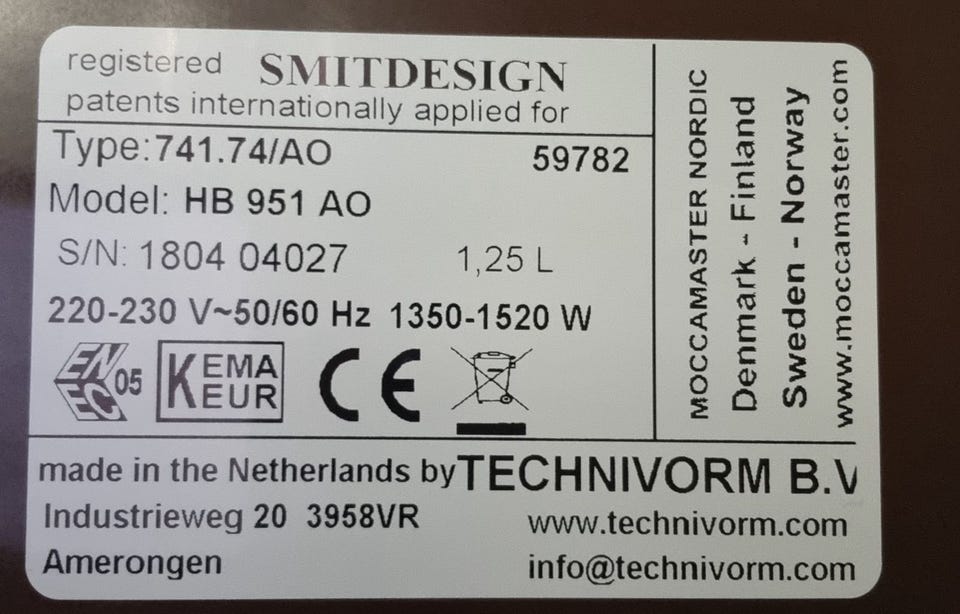 registered SMITDESIGN
patents internationally applied for
Type:741.74/AO 59782
Model: HB 951 AO
S/N: 1804 04027 1,25 L
220-230 V~50/60 Hz 1350-1520 W
EN EC 05 KEMA KEUR CE
made in the Netherlands by TECHNIVORM B.V
Industrieweg 20 3958VR www.technivorm.com
Amerongen info@technivorm.com
MOCCAMASTER NORDIC
Denmark - Finland
Sweden - Norway
www.moccamaster.com